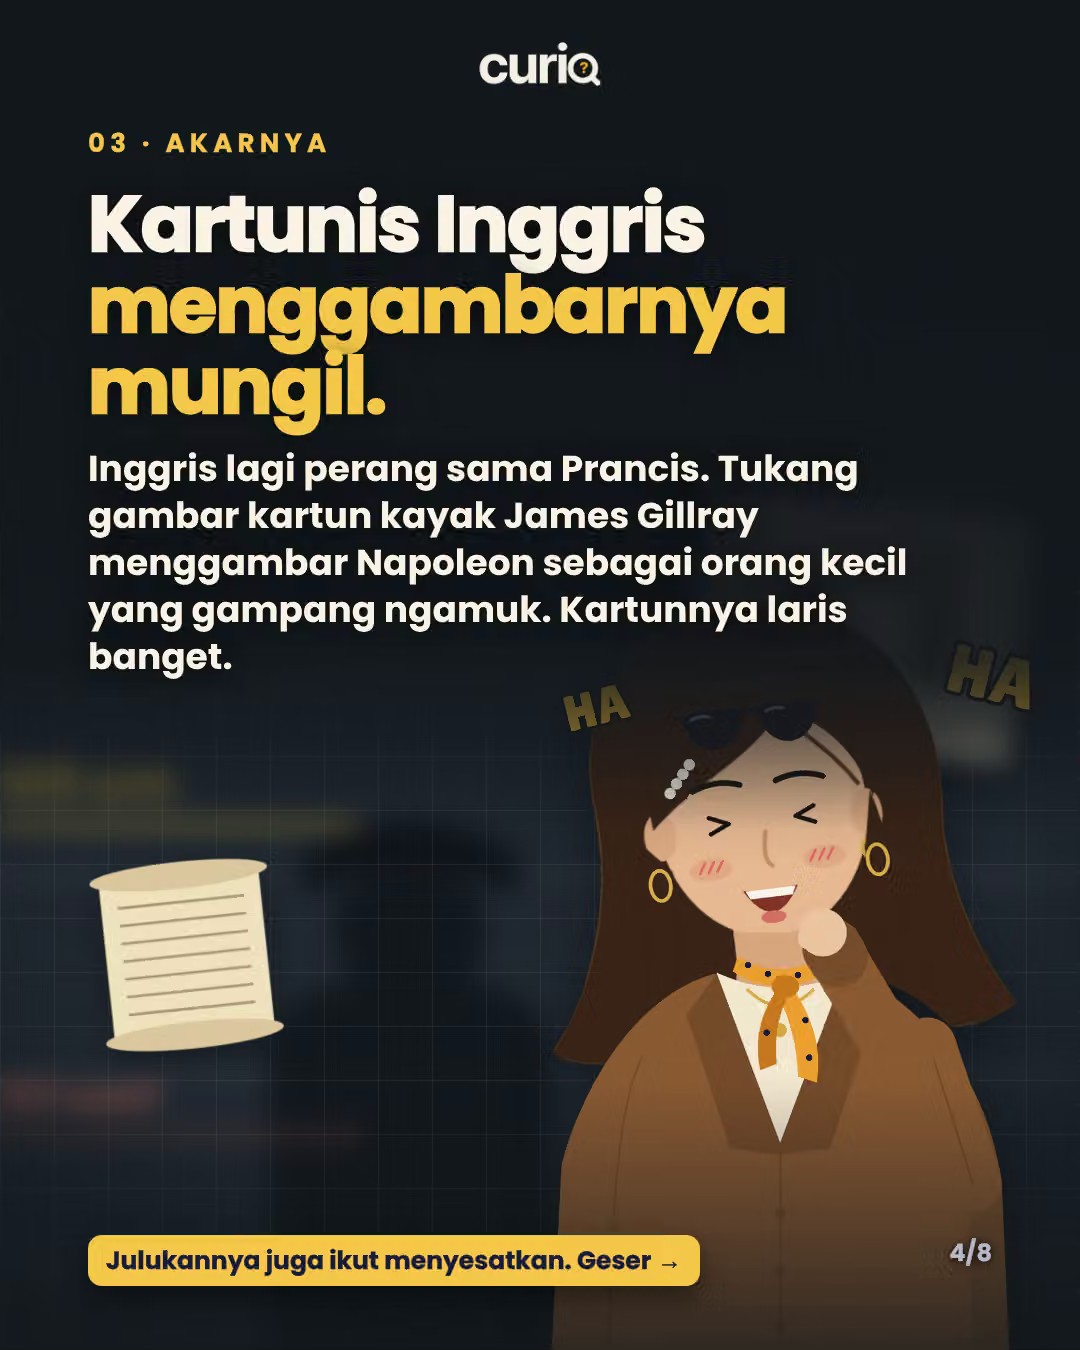 curio
03 · AKARNYA
Kartunis Inggris
menggambarnya
mungil.
Inggris lagi perang sama Prancis. Tukang
gambar kartun kayak James Gillray
menggambar Napoleon sebagai orang kecil
yang gampang ngamuk. Kartunnya laris
banget.
HA
HA
Julukannya juga ikut menyesatkan. Geser →
4/8